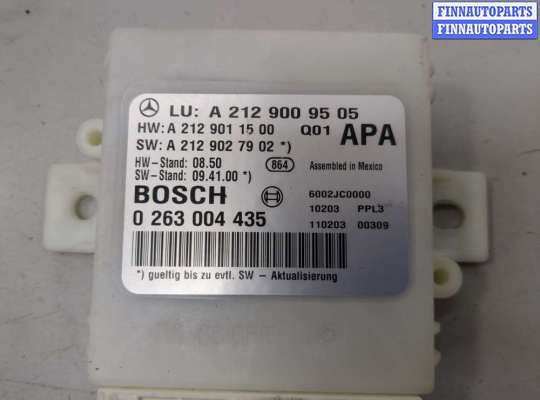 FINNAUTOPARTS
FINNAUTOPARTS
LU: A 212 900 95 05
HW: A 212 901 15 00 Q01 APA
SW: A 212 902 79 02 *)
HW-Stand: 08.50 864 Assembled in Mexico
SW-Stand: 09.41.00 *)
BOSCH 6002JC0000
0 263 004 435 10203 PPL3
110203 00309
*) gueltig bis zu evtl. SW - Aktualisierung